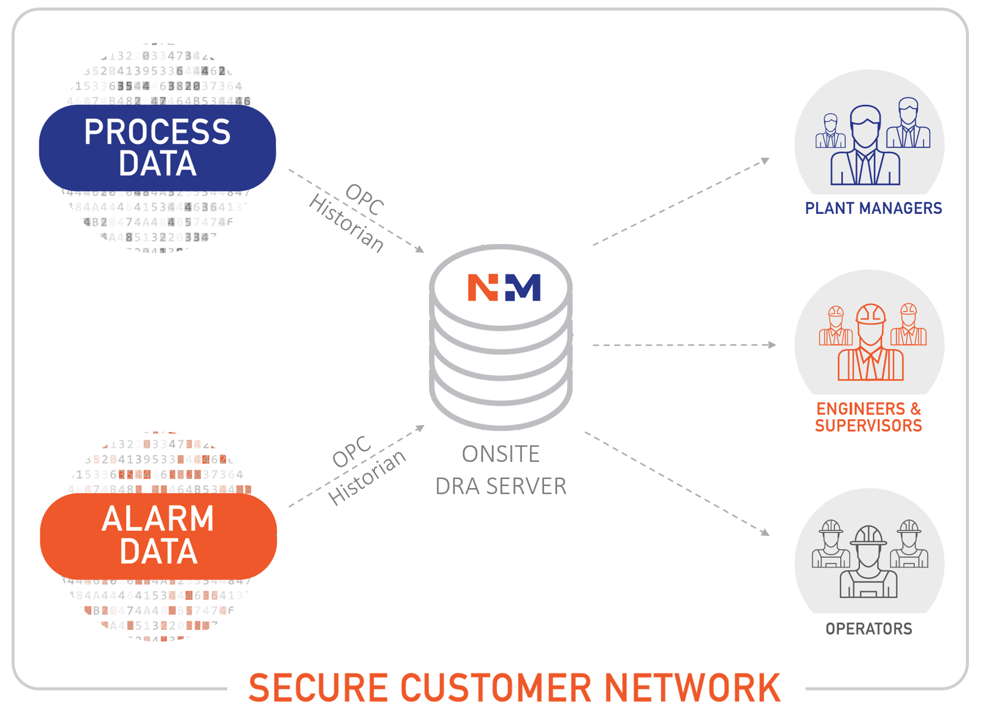 PROCESS
DATA
OPC
Historian
NM
ONSITE
DRA SERVER
ALARM
DATA
OPC
Historian
PLANT MANAGERS
ENGINEERS &
SUPERVISORS
OPERATORS
SECURE CUSTOMER NETWORK